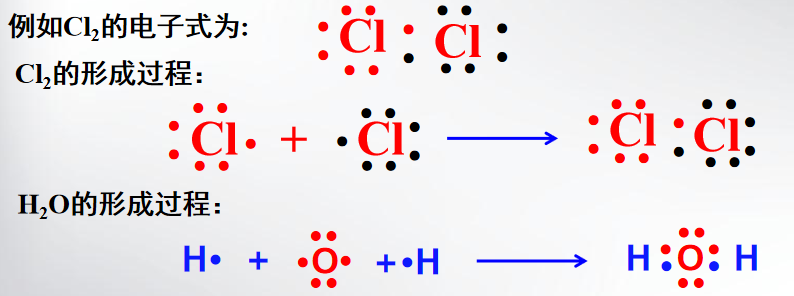 例如Cl₂的电子式为: :Cl:Cl:
Cl₂的形成过程：
:Cl· + ·Cl: → :Cl:Cl:
H₂O的形成过程：
H· + ·O· + ·H → H:O:H